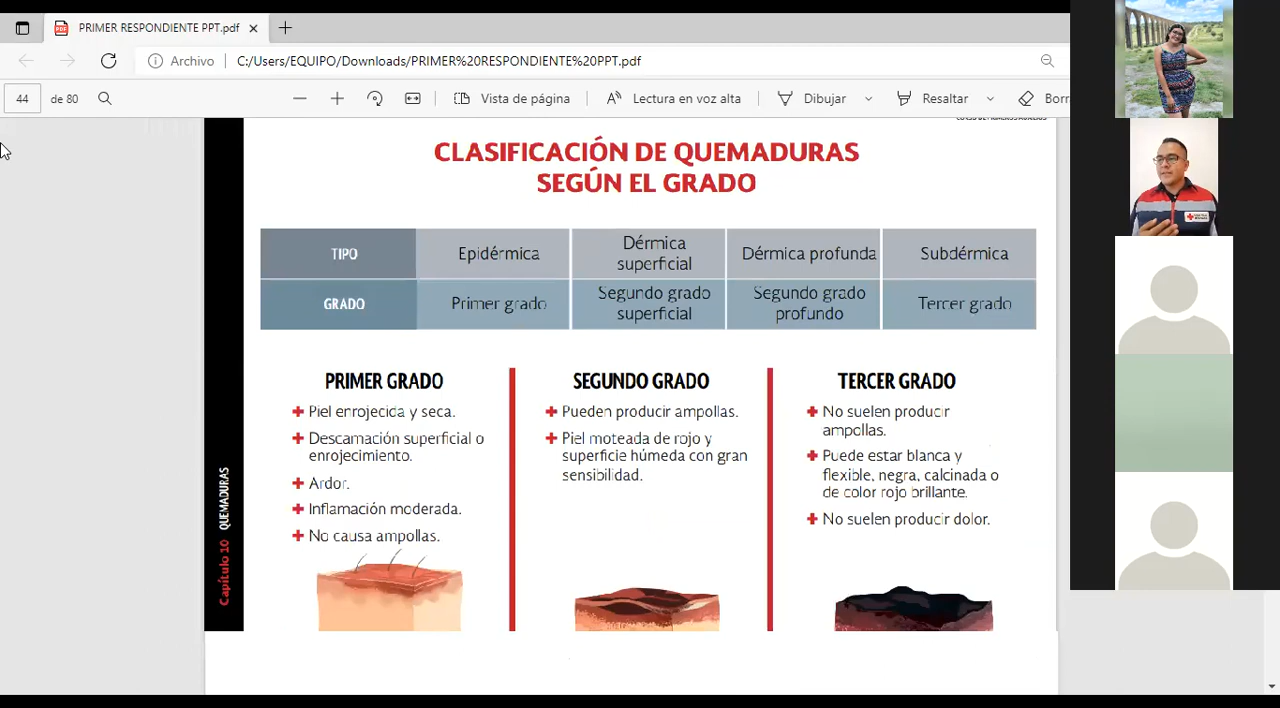 PRIMER RESPONDIENTE PPT.pdf
Archivo
C:/Users/EQUIPO/Downloads/PRIMER%20RESPONDIENTE%20PPT.pdf
44 de 80
Vista de página
Lectura en voz alta
Dibujar
Resaltar
Borr
CLASIFICACIÓN DE QUEMADURAS
SEGÚN EL GRADO
TIPO
Epidérmica
Dérmica
superficial
Dérmica profunda
Subdérmica
GRADO
Primer grado
Segundo grado
superficial
Segundo grado
profundo
Tercer grado
PRIMER GRADO
Piel enrojecida y seca.
Descamación superficial o
enrojecimiento.
Ardor.
Inflamación moderada.
No causa ampollas.
SEGUNDO GRADO
Pueden producir ampollas.
Piel moteada de rojo y
superficie húmeda con gran
sensibilidad.
TERCER GRADO
No suelen producir
ampollas.
Puede estar blanca y
flexible, negra, calcinada o
de color rojo brillante.
No suelen producir dolor.
Capítulo 10 QUEMADURAS